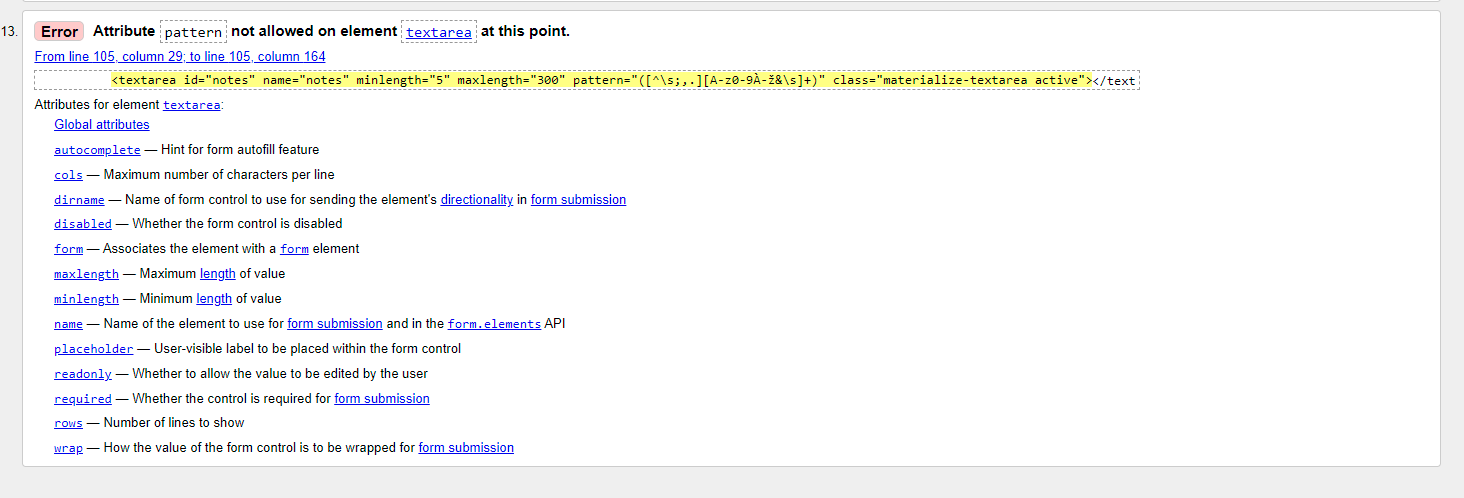 13. Error Attribute pattern not allowed on element textarea at this point.
From line 105, column 29; to line 105, column 164
<textarea id="notes" name="notes" minlength="5" maxlength="300" pattern="([^\s;,.][A-z0-9À-ž&\s]+)" class="materialize-textarea active"></text
Attributes for element textarea:
Global attributes
autocomplete — Hint for form autofill feature
cols — Maximum number of characters per line
dirname — Name of form control to use for sending the element's directionality in form submission
disabled — Whether the form control is disabled
form — Associates the element with a form element
maxlength — Maximum length of value
minlength — Minimum length of value
name — Name of the element to use for form submission and in the form.elements API
placeholder — User-visible label to be placed within the form control
readonly — Whether to allow the value to be edited by the user
required — Whether the control is required for form submission
rows — Number of lines to show
wrap — How the value of the form control is to be wrapped for form submission